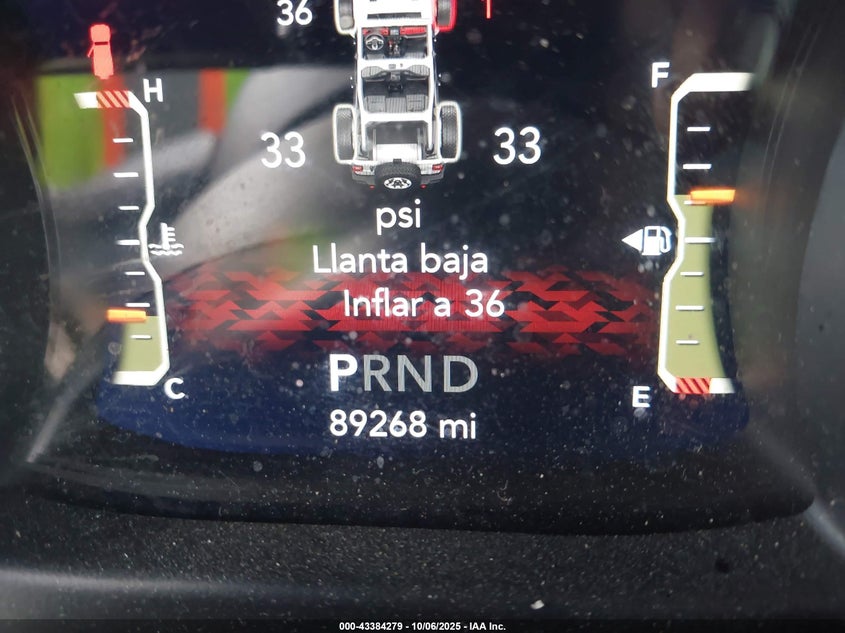 36
H
F
33
33
psi
Llanta baja
Inflar a 36
PRND
C
E
89268 mi
000-43384279 - 10/06/2025 - IAA Inc.